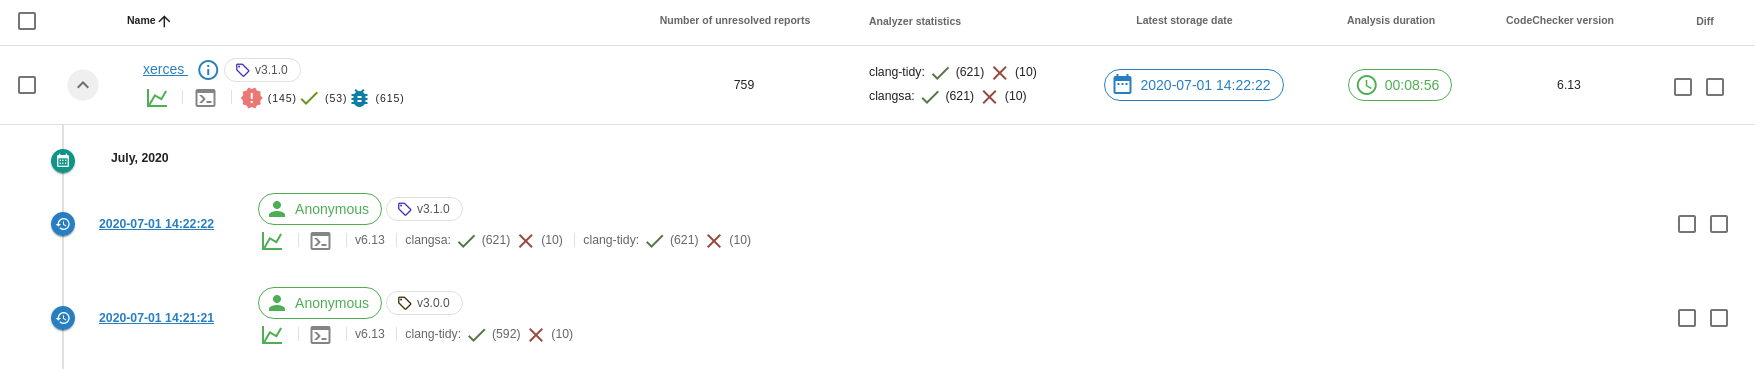 Name Number of unresolved reports Analyzer statistics Latest storage date Analysis duration CodeChecker version Diff
xerces v3.1.0
(145) (53) (615)
759
clang-tidy: (621) (10)
clangsa: (621) (10)
2020-07-01 14:22:22
00:08:56
6.13
July, 2020
2020-07-01 14:22:22
Anonymous v3.1.0
v6.13 clangsa: (621) (10) clang-tidy: (621) (10)
2020-07-01 14:21:21
Anonymous v3.0.0
v6.13 clang-tidy: (592) (10)